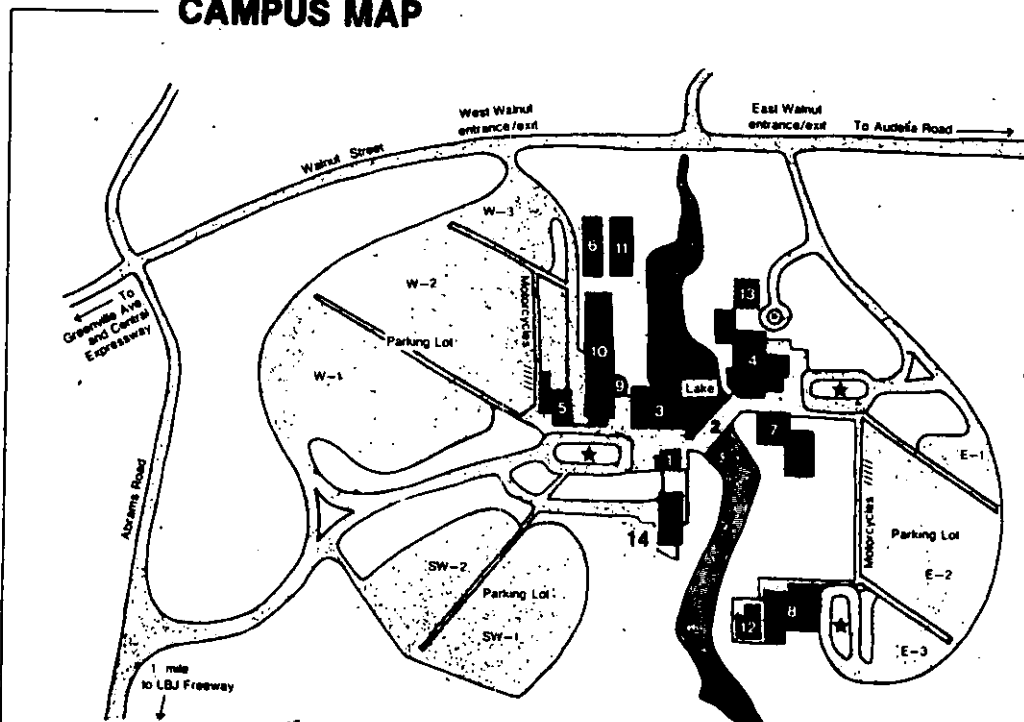 CAMPUS MAP
West Walnut
entrance/exit
East Walnut
entrance/exit
To Audelia Road
Walnut Street
W-3
6
11
W-2
To
Greenville Ave.
and Central
Expressway
Motorcycles
13
Parking Lot
10
4
W-1
9
Lake
5
3
2
7
1
E-1
Abrams Road
Motorcycles
Parking Lot
14
SW-2
E-2
Parking Lot
SW-1
12
8
E-3
1 mile
to LBJ Freeway